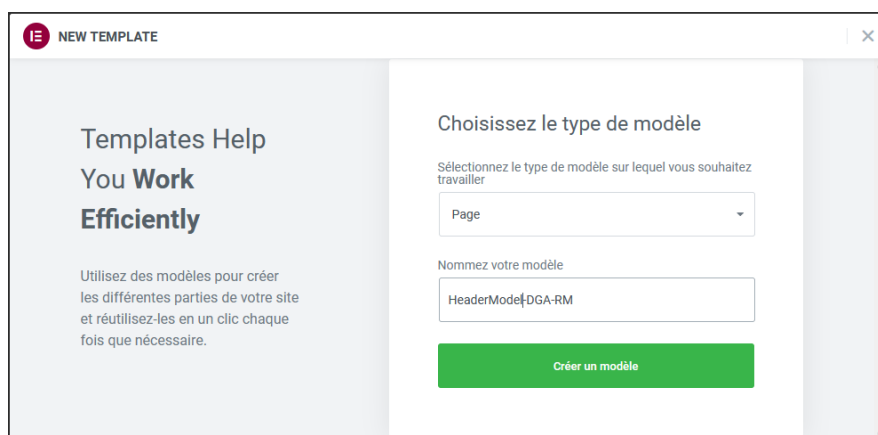 NEW TEMPLATE
Templates Help
You Work
Efficiently
Utilisez des modèles pour créer
les différentes parties de votre site
et réutilisez-les en un clic chaque
fois que nécessaire.
Choisissez le type de modèle
Sélectionnez le type de modèle sur lequel vous souhaitez
travailler
Page
Nommez votre modèle
HeaderModel-DGA-RM
Créer un modèle